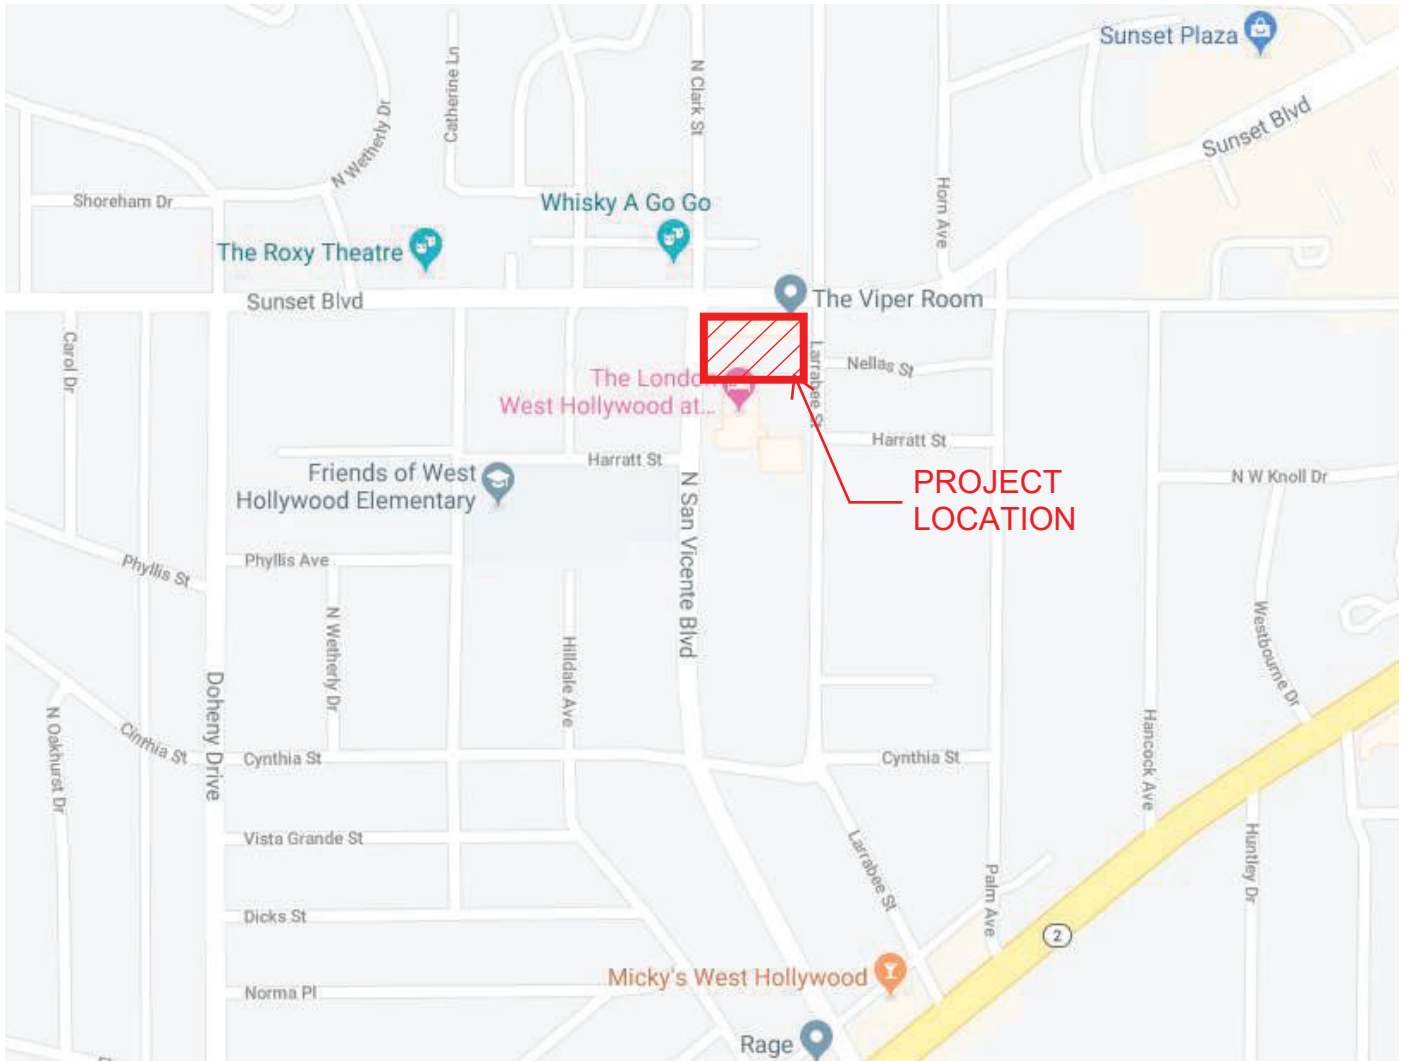 Sunset Plaza
Catherine Ln
N Clark St
N Wetherly Dr
Sunset Blvd
Shoreham Dr
Whisky A Go Go
Horn Ave
The Roxy Theatre
Sunset Blvd
The Viper Room
Carol Dr
Larrabee St
Nellas St
The London
West Hollywood at...
Harratt St
Harratt St
Friends of West
Hollywood Elementary
N W Knoll Dr
PROJECT
LOCATION
N San Vicente Blvd
Phyllis St
Phyllis Ave
N Wetherly Dr
Hilldale Ave
Westbourne Dr
Doheny Drive
N Oakhurst Dr
Cinthia St
Cynthia St
Cynthia St
Hancock Ave
Vista Grande St
Larrabee St
Huntley Dr
Palm Ave
Dicks St
2
Micky's West Hollywood
Norma Pl
Rage